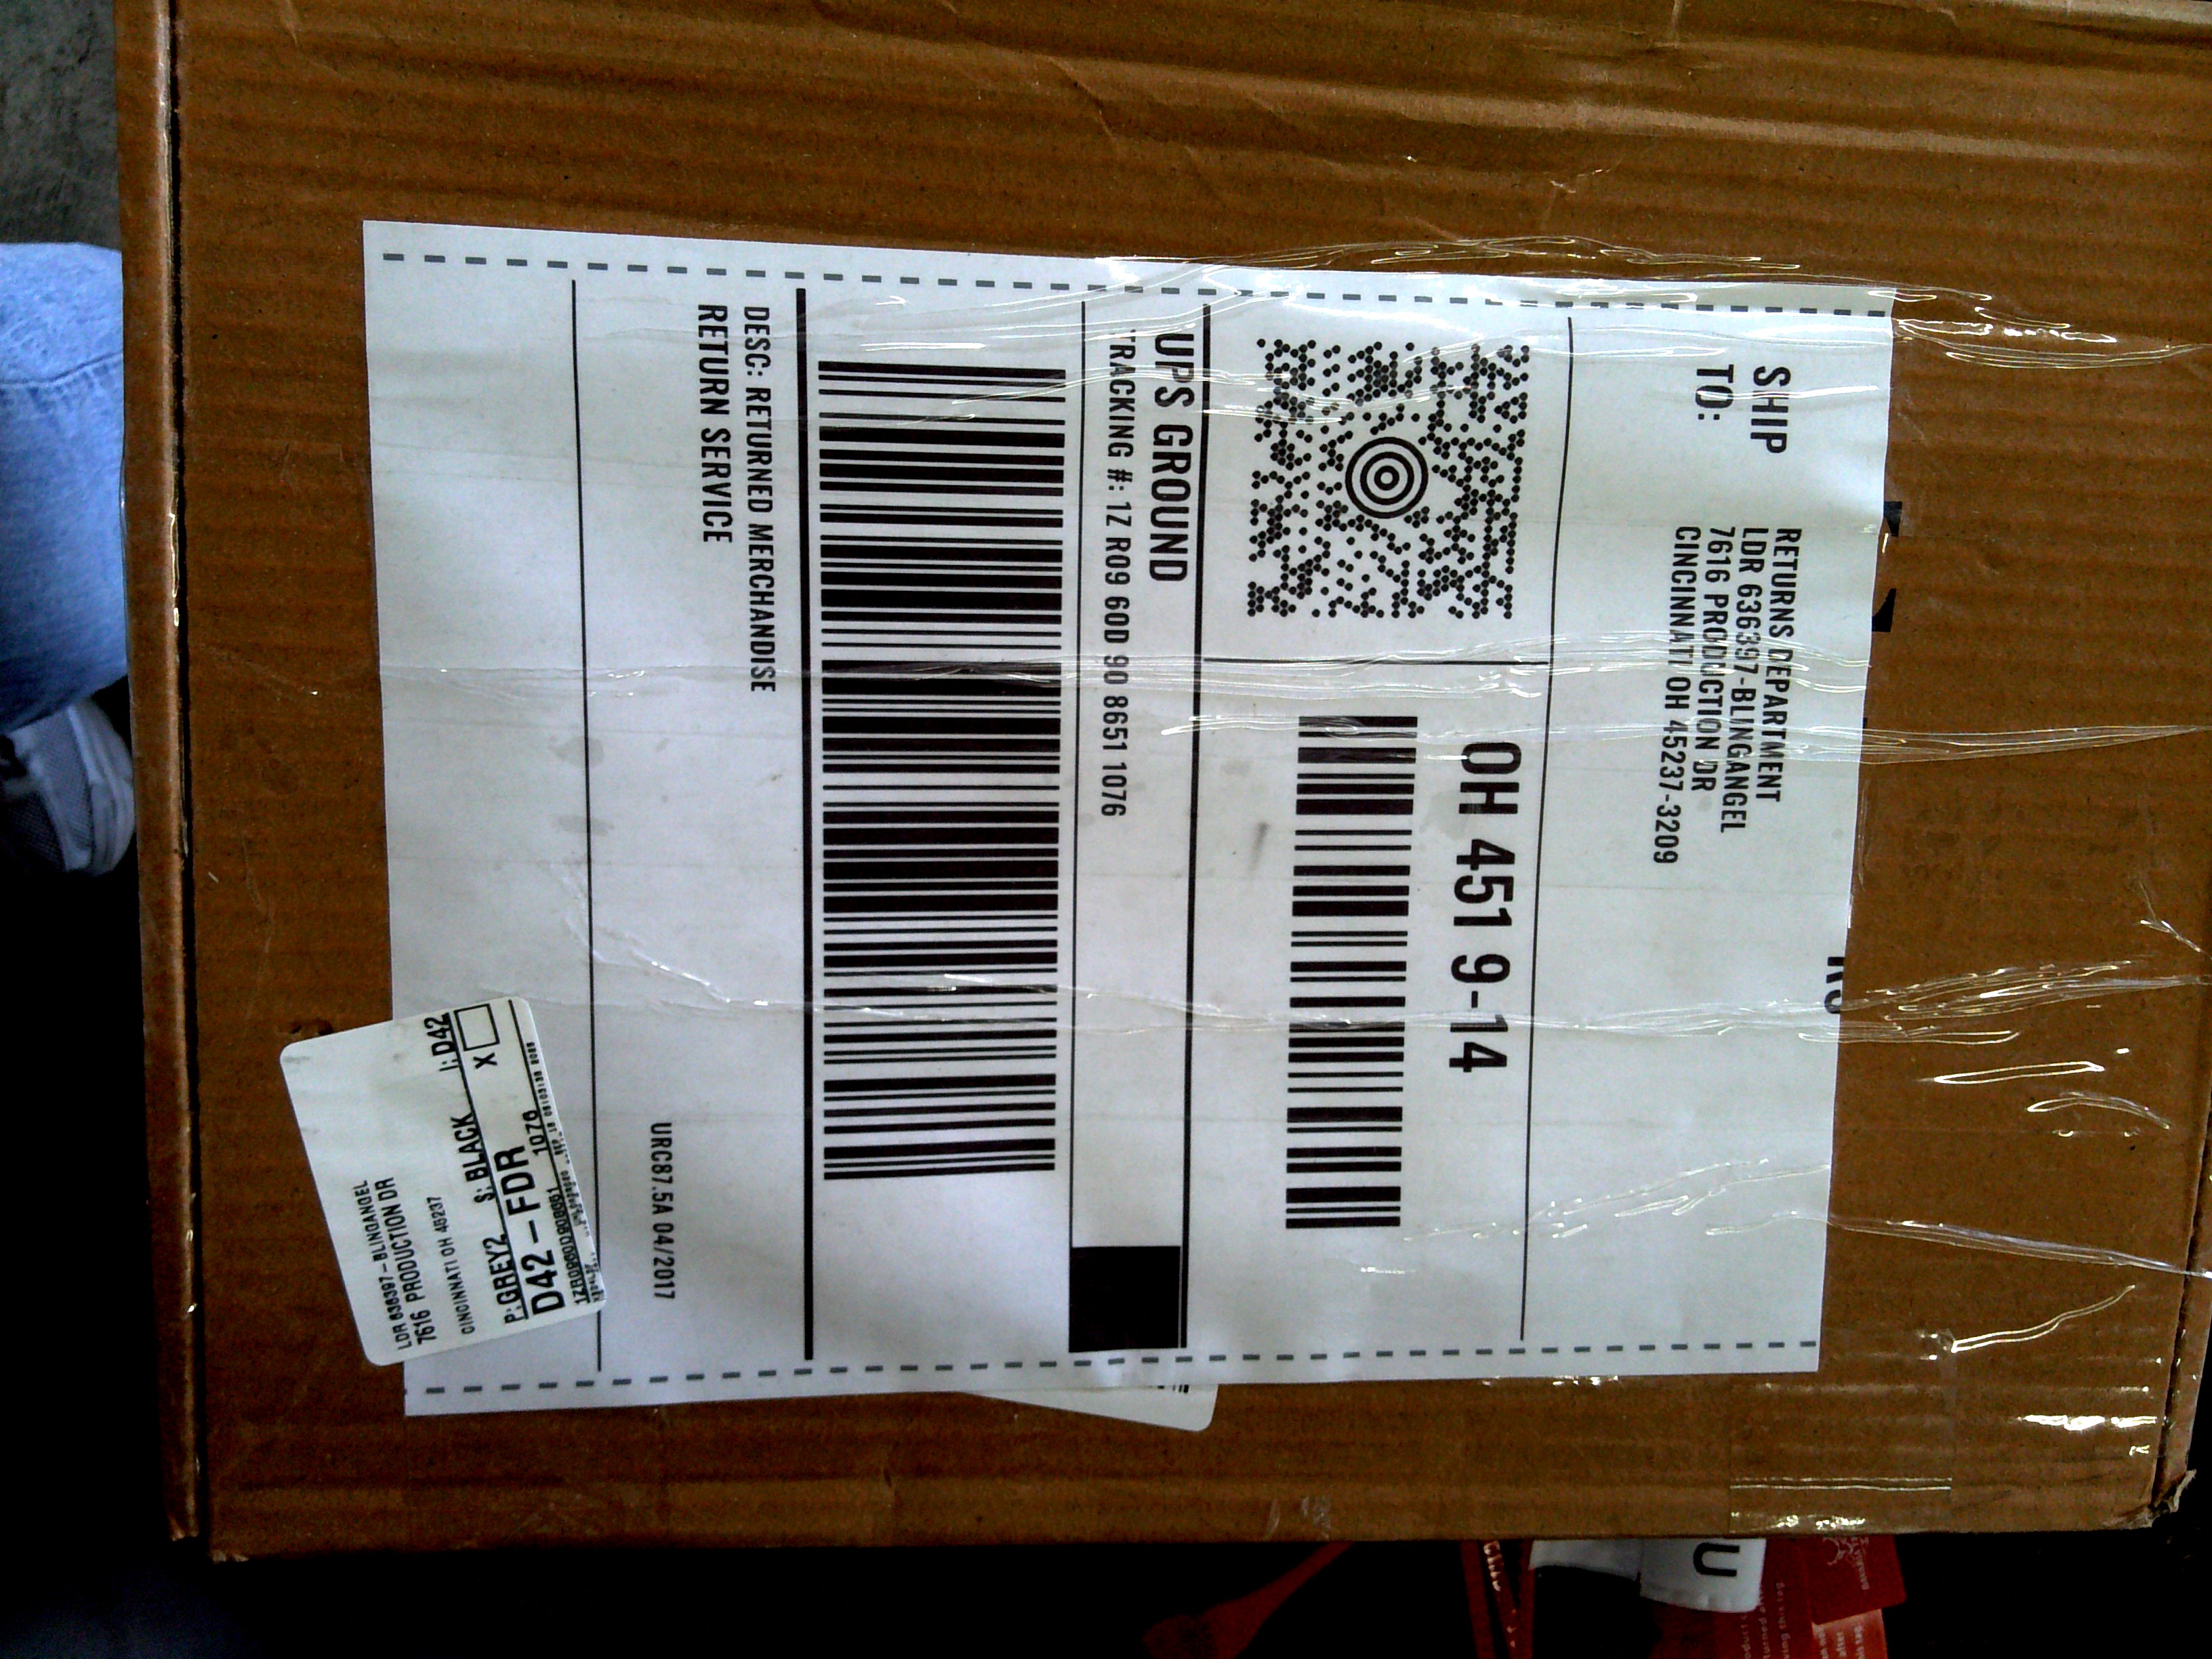 SHIP
TO:
RETURNS DEPARTMENT
LDR 636397-BLINGANGEL
7616 PRODUCTION DR
CINCINNATI OH 45237-3209
OH 451 9-14
UPS GROUND
TRACKING #: 1Z R09 60D 90 8651 1076
DESC: RETURNED MERCHANDISE
RETURN SERVICE
URC87.5A 04/2017
LDR 636397-BLINGANGEL
7616 PRODUCTION DR
CINCINNATI OH 45237
P: GREY2 S: BLACK I: D42
D42-FDR X
1076
U